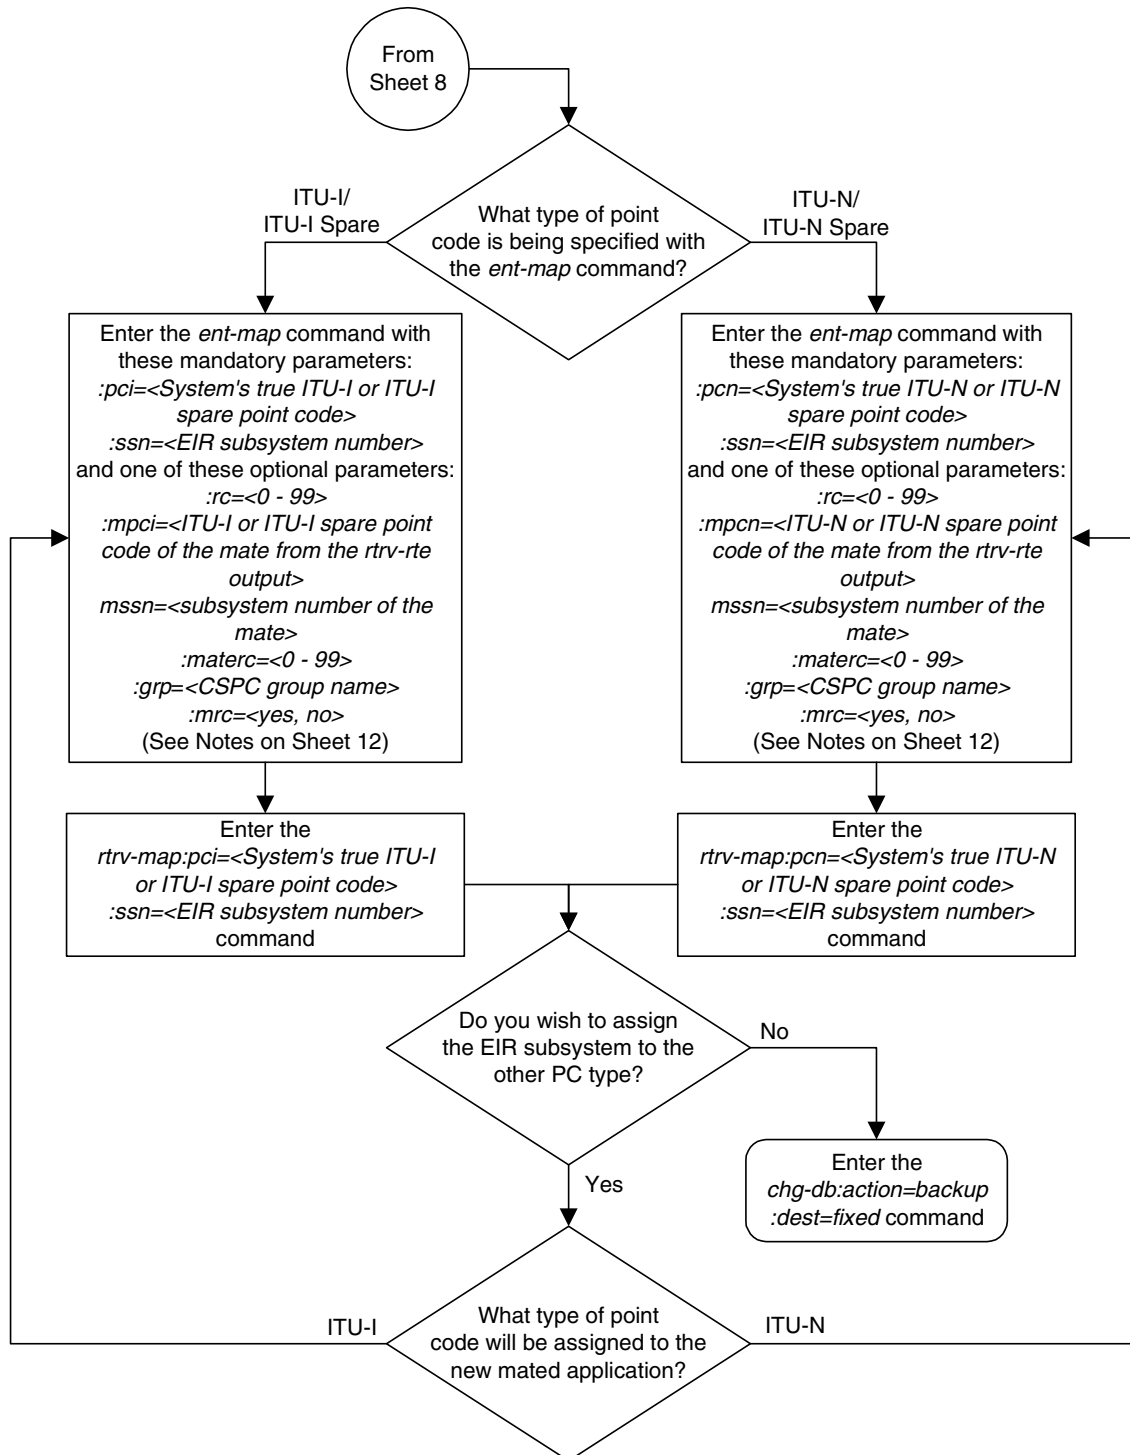 From
Sheet 8
ITU-I/
ITU-I Spare
What type of point
code is being specified with
the ent-map command?
ITU-N/
ITU-N Spare
Enter the ent-map command with
these mandatory parameters:
:pci=<System's true ITU-I or ITU-I
spare point code>
:ssn=<EIR subsystem number>
and one of these optional parameters:
:rc=<0 - 99>
:mpci=<ITU-I or ITU-I spare point
code of the mate from the rtrv-rte
output>
mssn=<subsystem number of the
mate>
:materc=<0 - 99>
:grp=<CSPC group name>
:mrc=<yes, no>
(See Notes on Sheet 12)
Enter the ent-map command with
these mandatory parameters:
:pcn=<System's true ITU-N or ITU-N
spare point code>
:ssn=<EIR subsystem number>
and one of these optional parameters:
:rc=<0 - 99>
:mpcn=<ITU-N or ITU-N spare point
code of the mate from the rtrv-rte
output>
mssn=<subsystem number of the
mate>
:materc=<0 - 99>
:grp=<CSPC group name>
:mrc=<yes, no>
(See Notes on Sheet 12)
Enter the
rtrv-map:pci=<System's true ITU-I
or ITU-I spare point code>
:ssn=<EIR subsystem number>
command
Enter the
rtrv-map:pcn=<System's true ITU-N
or ITU-N spare point code>
:ssn=<EIR subsystem number>
command
Do you wish to assign
the EIR subsystem to the
other PC type?
No
Enter the
chg-db:action=backup
:dest=fixed command
Yes
What type of point
code will be assigned to the
new mated application?
ITU-I
ITU-N